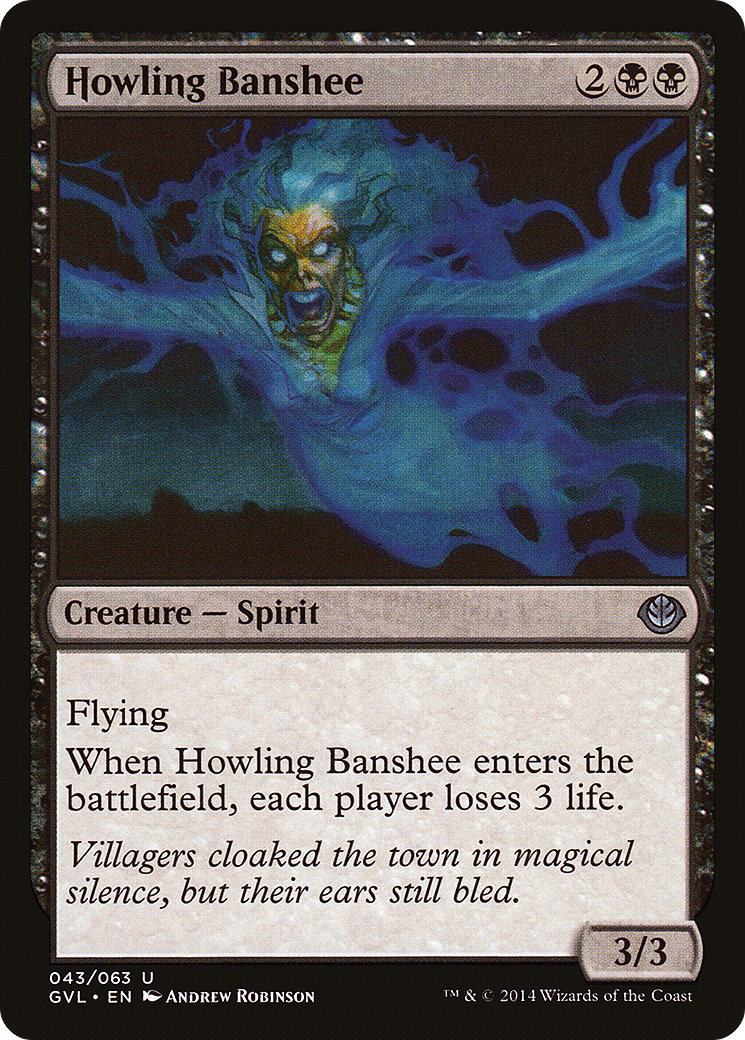 Howling Banshee 2
Creature — Spirit
Flying
When Howling Banshee enters the
battlefield, each player loses 3 life.
Villagers cloaked the town in magical
silence, but their ears still bled.
3/3
043/063 U
GVL • EN Andrew Robinson
™ & © 2014 Wizards of the Coast